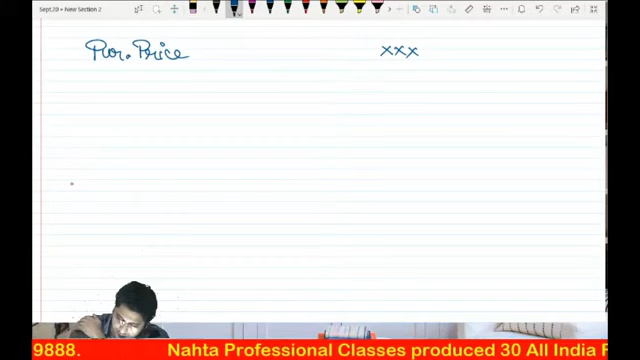 Sept.20 > New Section 2
Pur. Price xxx
9888. Nahta Professional Classes produced 30 All India